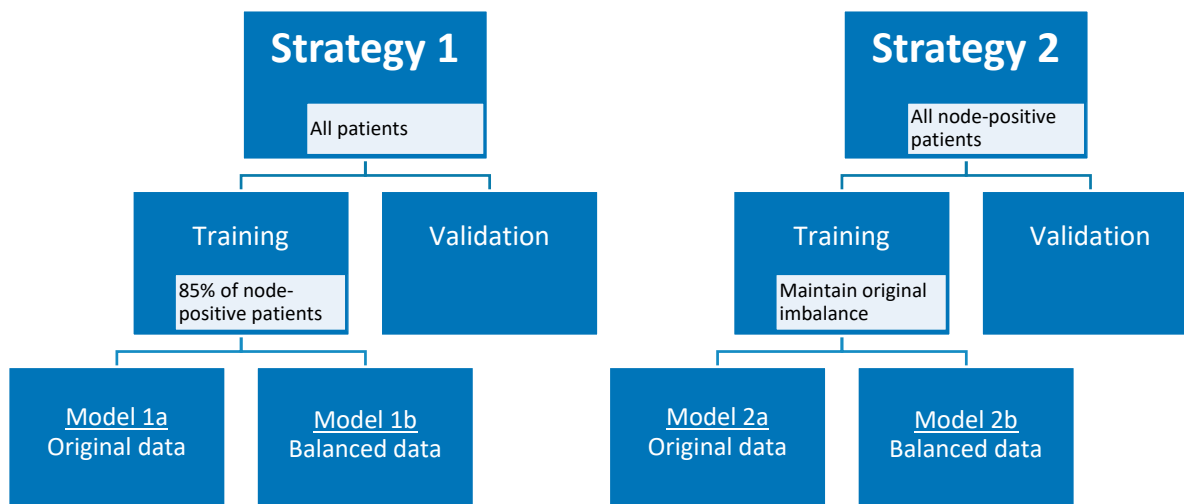 Strategy 1
All patients
Training
85% of node-
positive patients
Validation
Model 1a
Original data
Model 1b
Balanced data
Strategy 2
All node-positive
patients
Training
Maintain original
imbalance
Validation
Model 2a
Original data
Model 2b
Balanced data